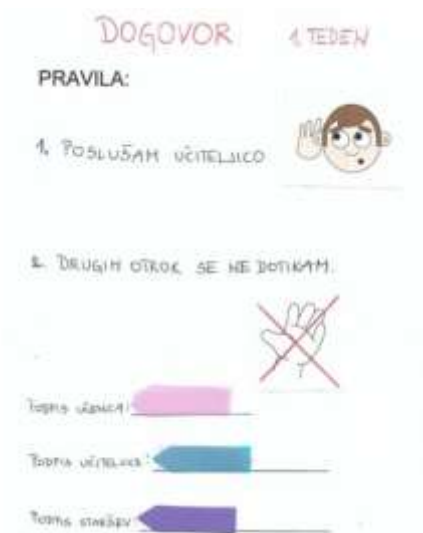 DOGOVOR 1. TEDEN
PRAVILA:
1. POSLUŠAM UČITELJICO
2. DRUGIH OTROK SE NE DOTIKAM.
PODPIS UČENCA:
PODPIS UČITELJICE:
PODPIS STARŠEV: